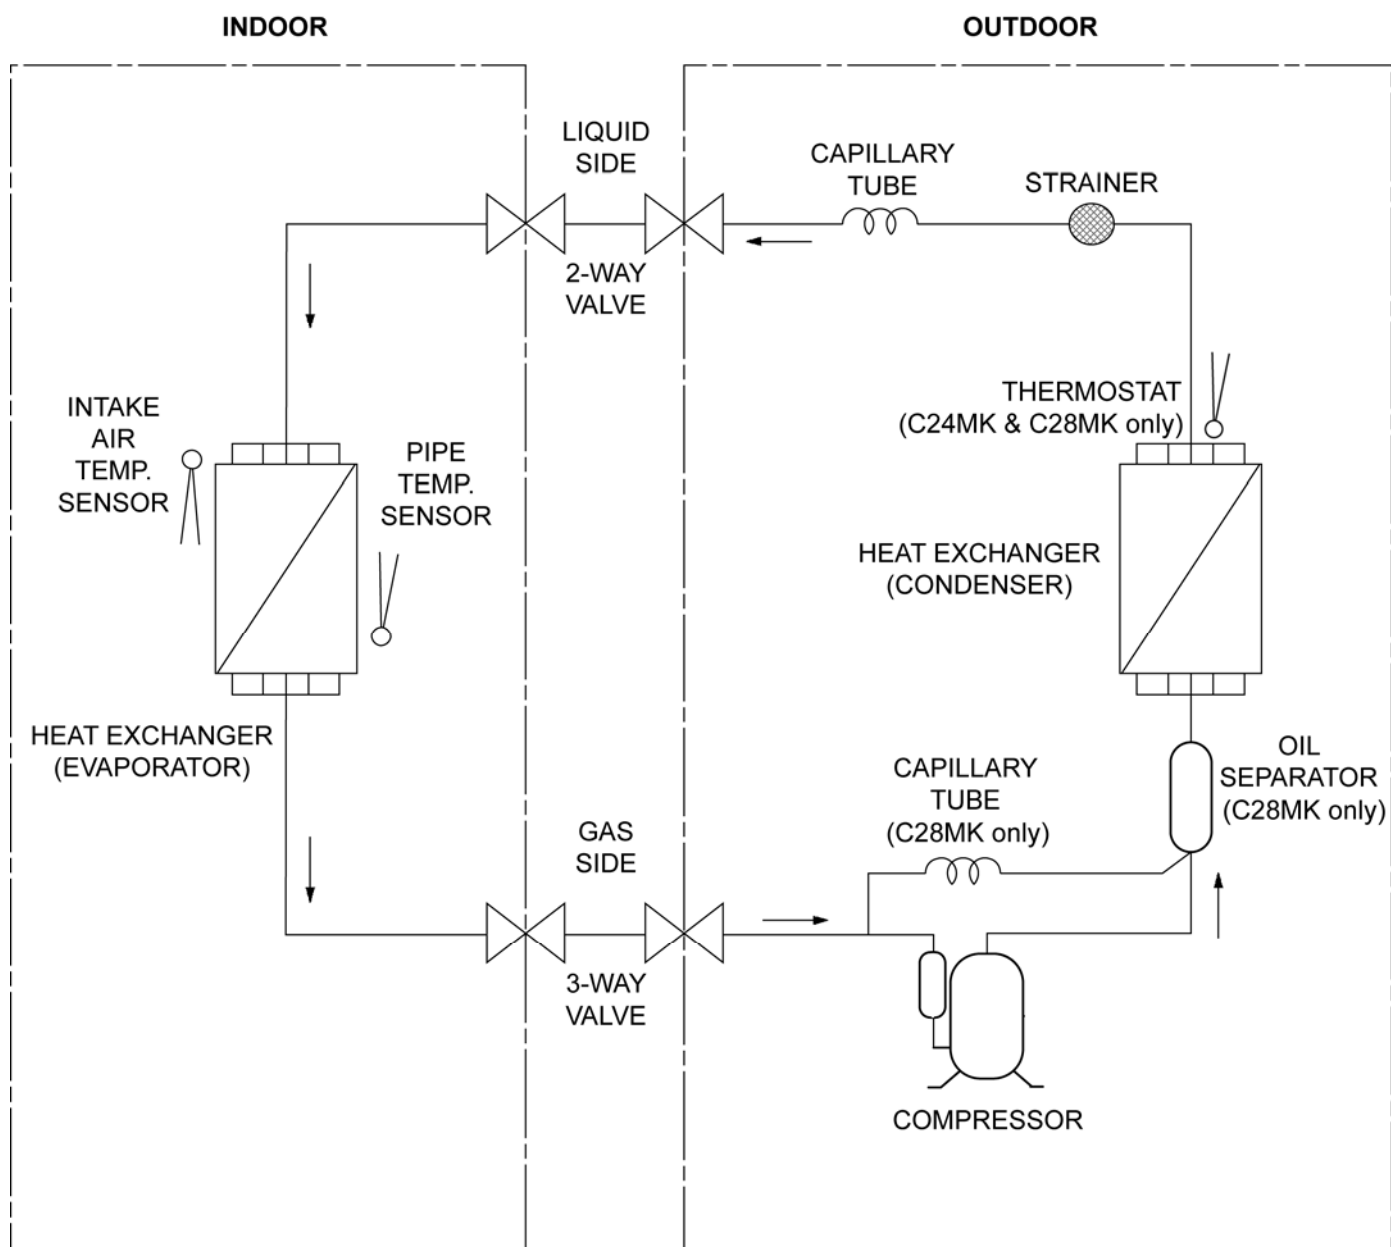 INDOOR
OUTDOOR
LIQUID
SIDE
CAPILLARY
TUBE
STRAINER
2-WAY
VALVE
THERMOSTAT
(C24MK & C28MK only)
INTAKE
AIR
TEMP.
SENSOR
PIPE
TEMP.
SENSOR
HEAT EXCHANGER
(CONDENSER)
HEAT EXCHANGER
(EVAPORATOR)
OIL
SEPARATOR
(C28MK only)
CAPILLARY
TUBE
(C28MK only)
GAS
SIDE
3-WAY
VALVE
COMPRESSOR